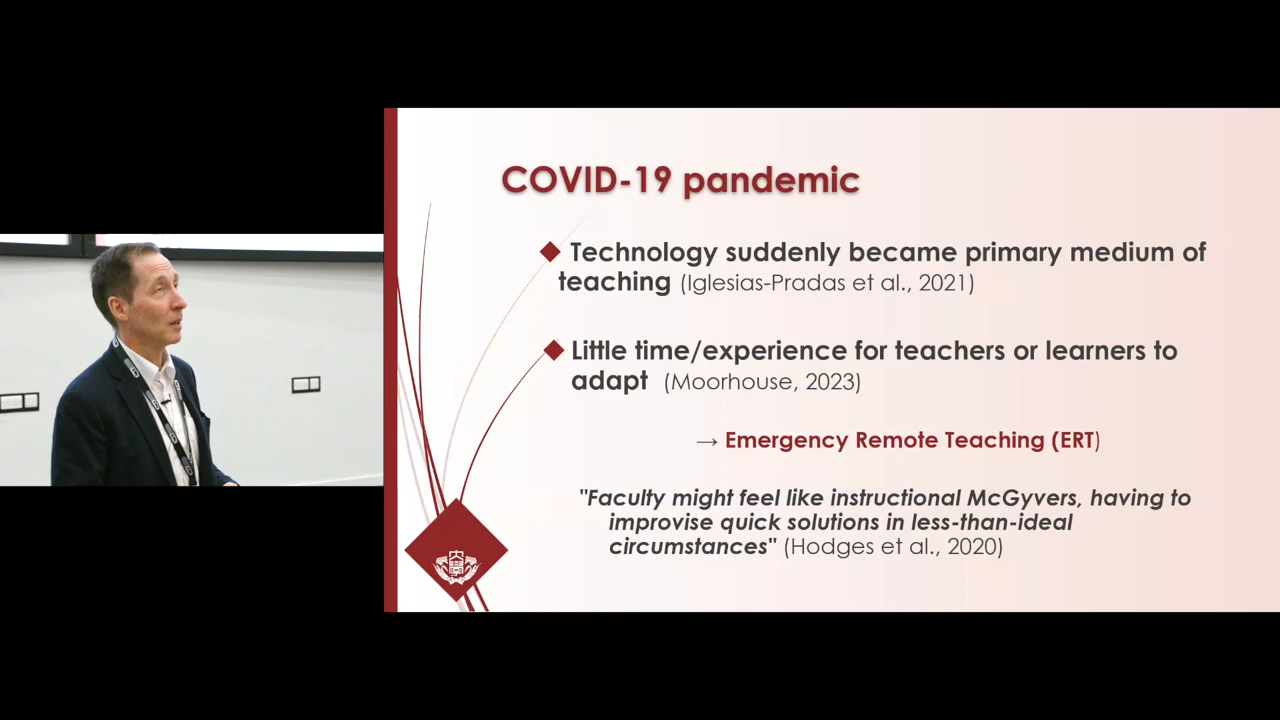 COVID-19 pandemic
Technology suddenly became primary medium of
teaching (Iglesias-Pradas et al., 2021)
Little time/experience for teachers or learners to
adapt (Moorhouse, 2023)
→ Emergency Remote Teaching (ERT)
"Faculty might feel like instructional McGyvers, having to
improvise quick solutions in less-than-ideal
circumstances" (Hodges et al., 2020)